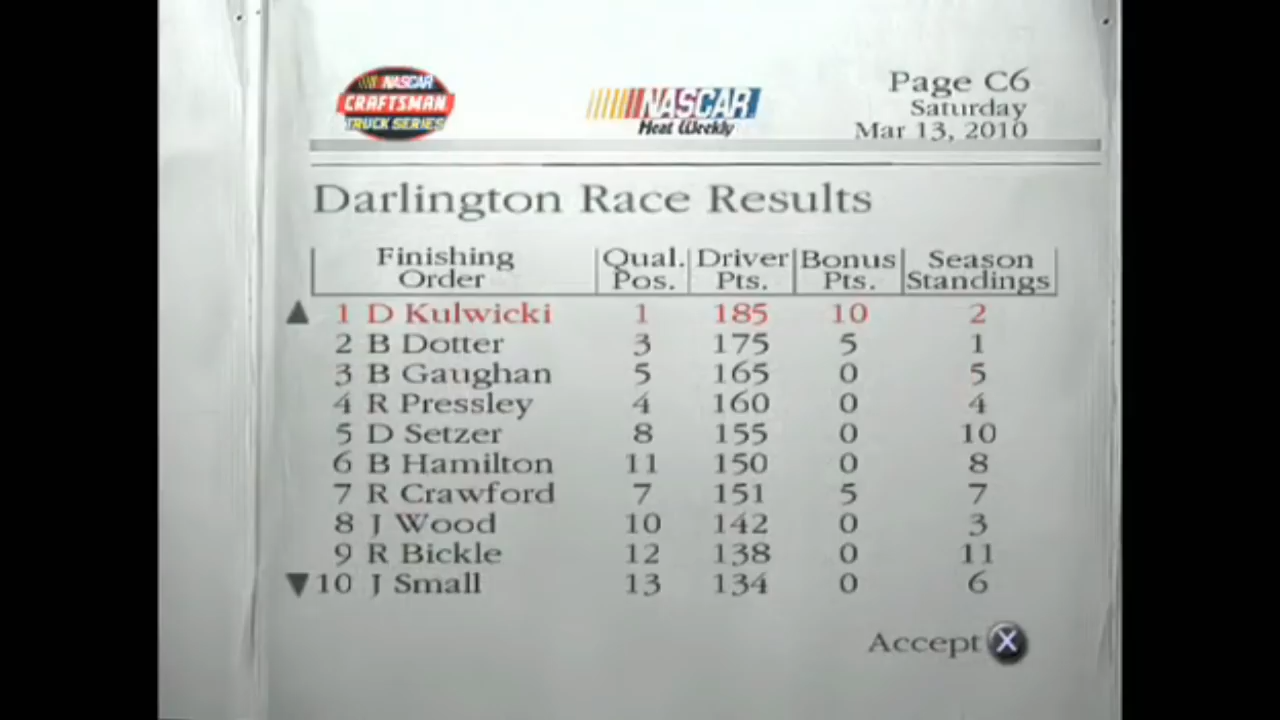 NASCAR
CRAFTSMAN
TRUCK SERIES
NASCAR
Heat Weekly
Page C6
Saturday
Mar 13, 2010
Darlington Race Results
Finishing Order Qual. Pos. Driver Pts. Bonus Pts. Season Standings
▲ 1 D Kulwicki 1 185 10 2
2 B Dotter 3 175 5 1
3 B Gaughan 5 165 0 5
4 R Pressley 4 160 0 4
5 D Setzer 8 155 0 10
6 B Hamilton 11 150 0 8
7 R Crawford 7 151 5 7
8 J Wood 10 142 0 3
9 R Bickle 12 138 0 11
▼ 10 J Small 13 134 0 6
Accept X